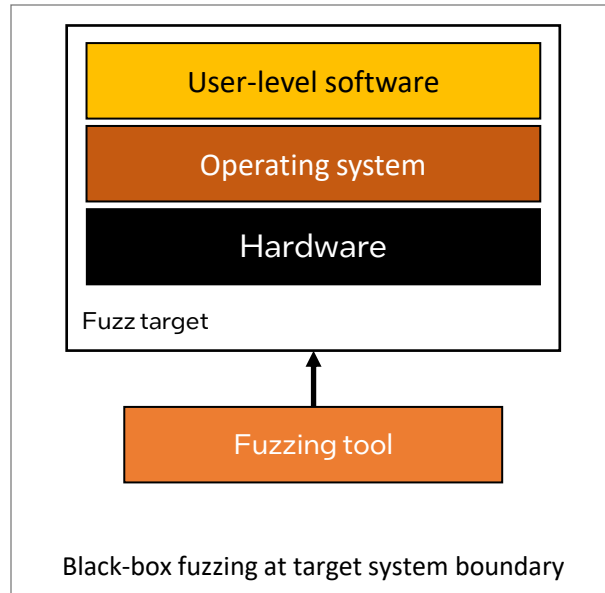 User-level software
Operating system
Hardware
Fuzz target
Fuzzing tool
Black-box fuzzing at target system boundary